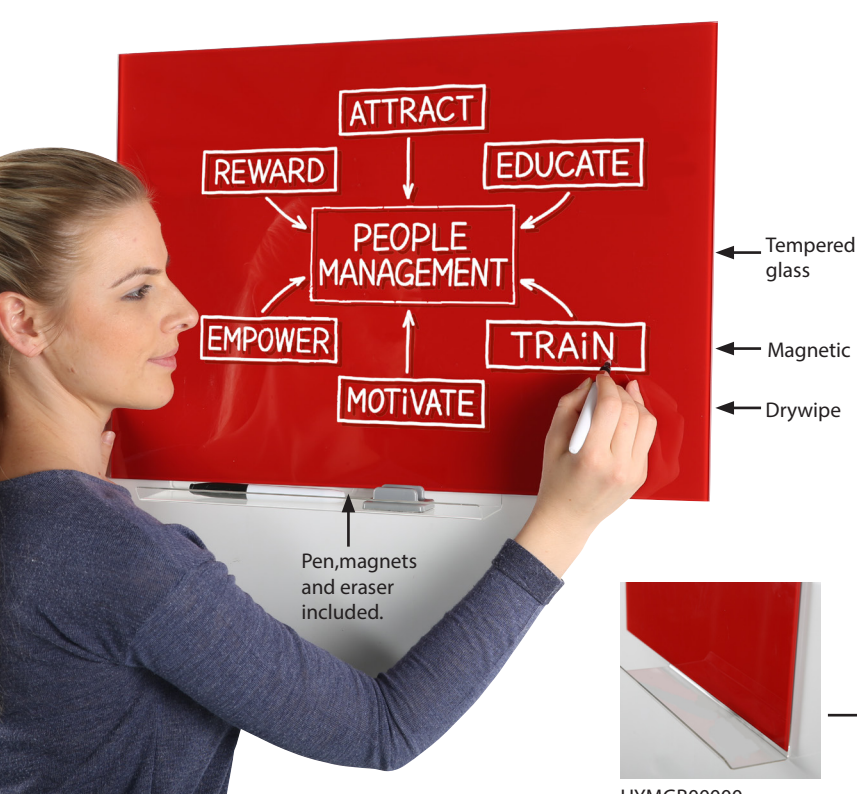 ATTRACT
REWARD
EDUCATE
PEOPLE
MANAGEMENT
EMPOWER
TRAiN
MOTiVATE
Tempered
glass
Magnetic
Drywipe
Pen,magnets
and eraser
included.